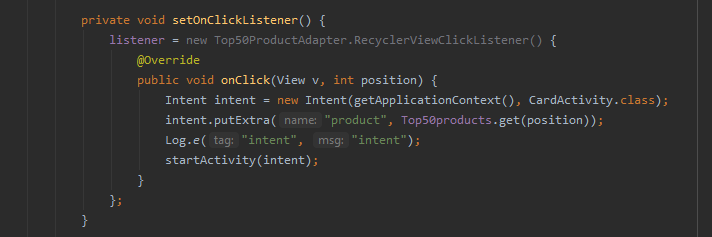 private void setOnClickListener() {
listener = new Top50ProductAdapter.RecyclerViewClickListener() {
@Override
public void onClick(View v, int position) {
Intent intent = new Intent(getApplicationContext(), CardActivity.class);
intent.putExtra( name: "product", Top50products.get(position));
Log.e( tag: "intent", msg: "intent");
startActivity(intent);
}
};
}